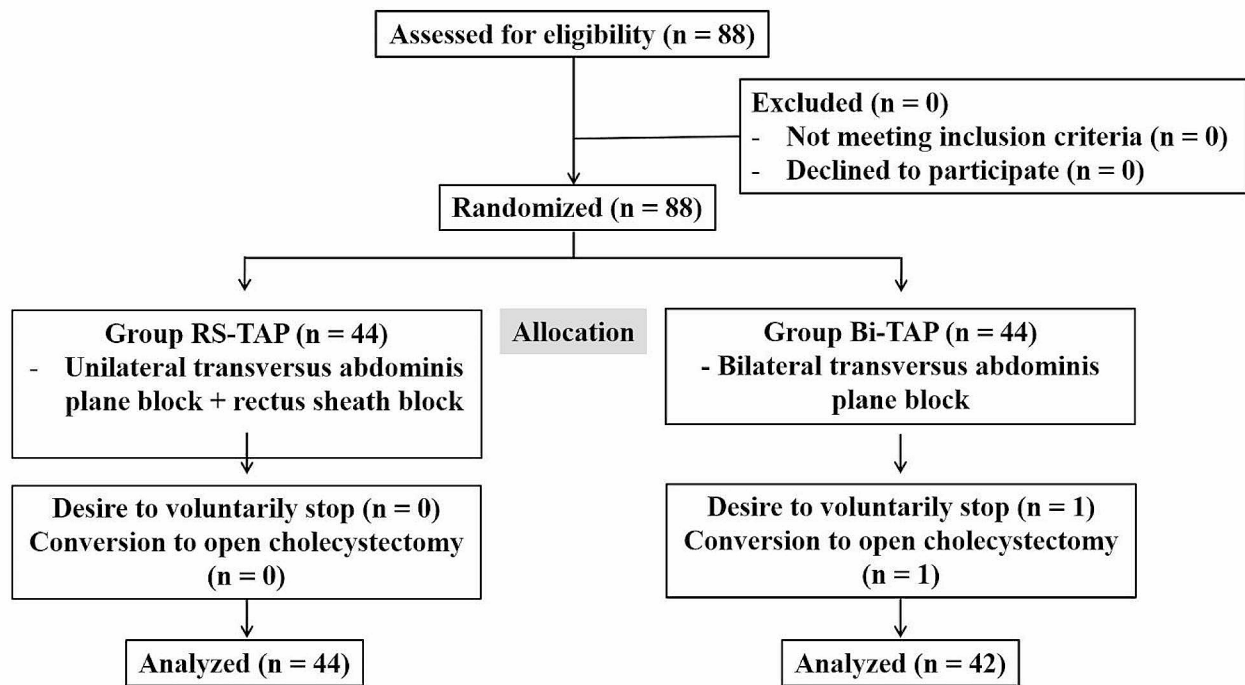 Assessed for eligibility (n = 88)
Excluded (n = 0)
- Not meeting inclusion criteria (n = 0)
- Declined to participate (n = 0)
Randomized (n = 88)
Group RS-TAP (n = 44)
- Unilateral transversus abdominis
plane block + rectus sheath block
Allocation
Group Bi-TAP (n = 44)
- Bilateral transversus abdominis
plane block
Desire to voluntarily stop (n = 0)
Conversion to open cholecystectomy
(n = 0)
Desire to voluntarily stop (n = 1)
Conversion to open cholecystectomy
(n = 1)
Analyzed (n = 44)
Analyzed (n = 42)